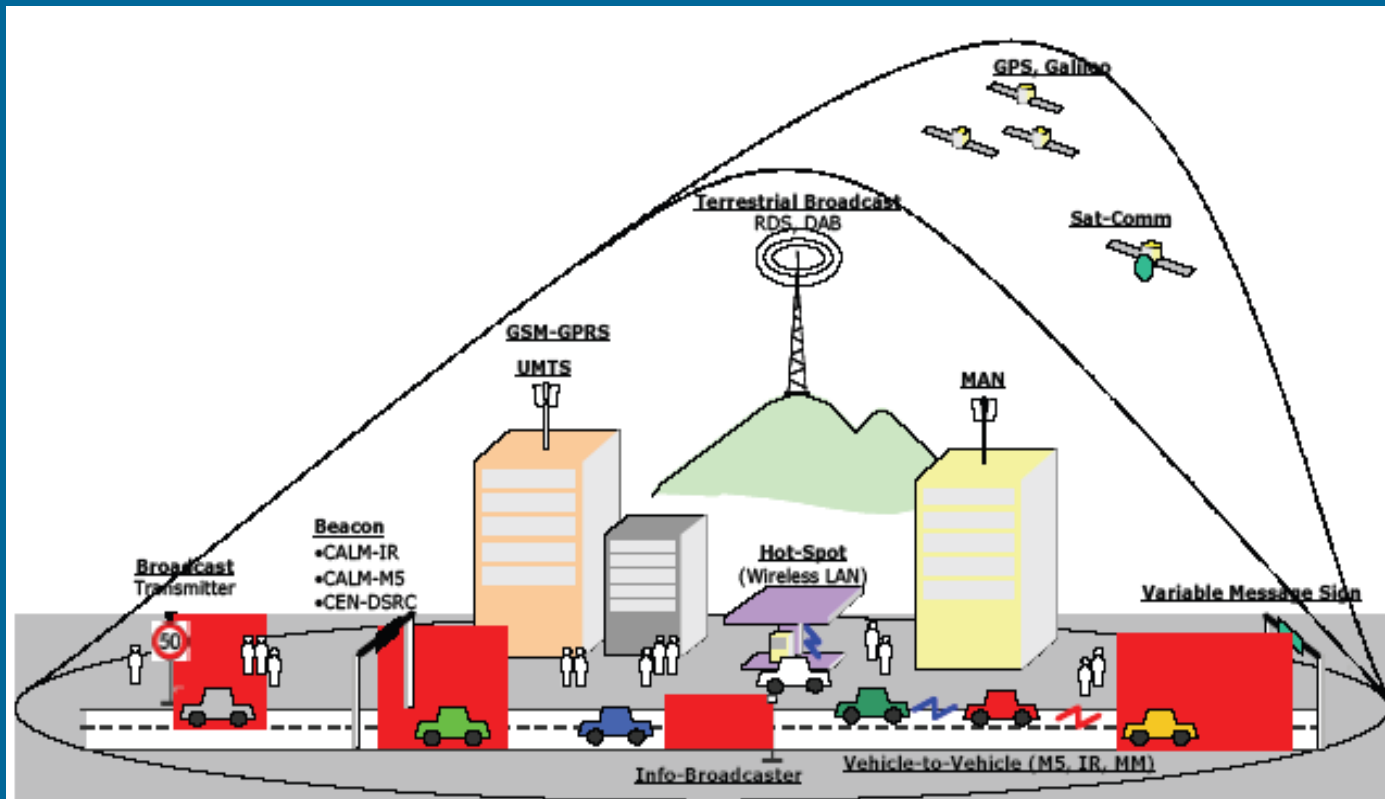 GPS, Galileo
Terrestrial Broadcast
RDS, DAB
Sat-Comm
GSM-GPRS
UMTS
MAN
Beacon
•CALM-IR
•CALM-M5
•CEN-DSRC
Broadcast
Transmitter
Hot-Spot
(Wireless LAN)
Variable Message Sign
50
Info-Broadcaster
Vehicle-to-Vehicle (M5, IR, MM)